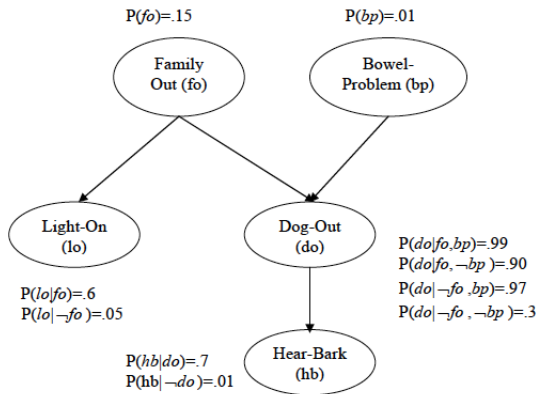 P(fo)=.15
P(bp)=.01
Family
Out (fo)
Bowel-
Problem (bp)
Light-On
(lo)
Dog-Out
(do)
P(do|fo,bp)=.99
P(do|fo, ¬bp )=.90
P(do|¬fo ,bp)=.97
P(do|¬fo , ¬bp )=.3
P(lo|fo)=.6
P(lo|¬fo )=.05
Hear-Bark
(hb)
P(hb|do)=.7
P(hb|¬do )=.01